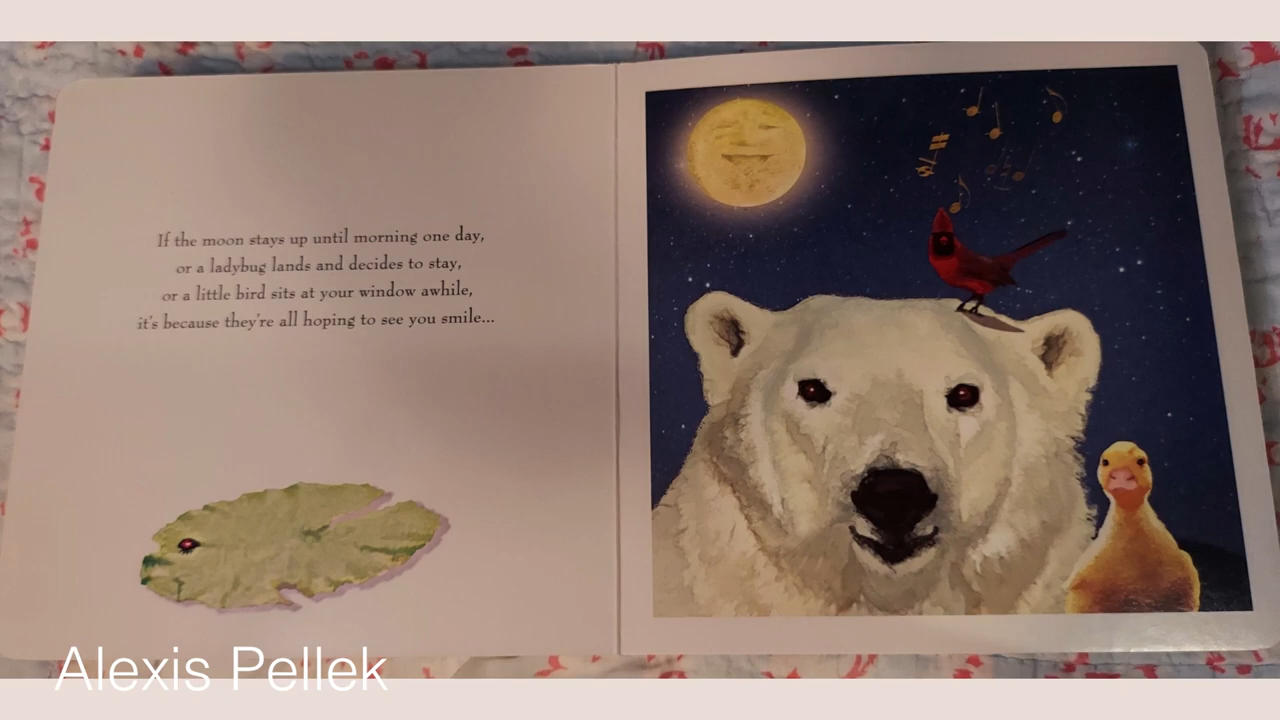 If the moon stays up until morning one day,
or a ladybug lands and decides to stay,
or a little bird sits at your window awhile,
it's because they're all hoping to see you smile...
Alexis Pellek